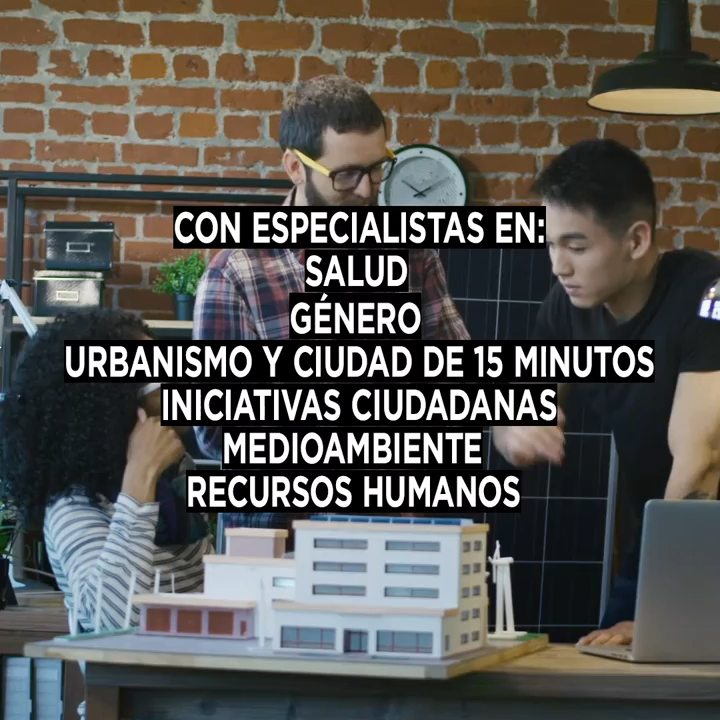 CON ESPECIALISTAS EN:
SALUD
GÉNERO
URBANISMO Y CIUDAD DE 15 MINUTOS
INICIATIVAS CIUDADANAS
MEDIOAMBIENTE
RECURSOS HUMANOS